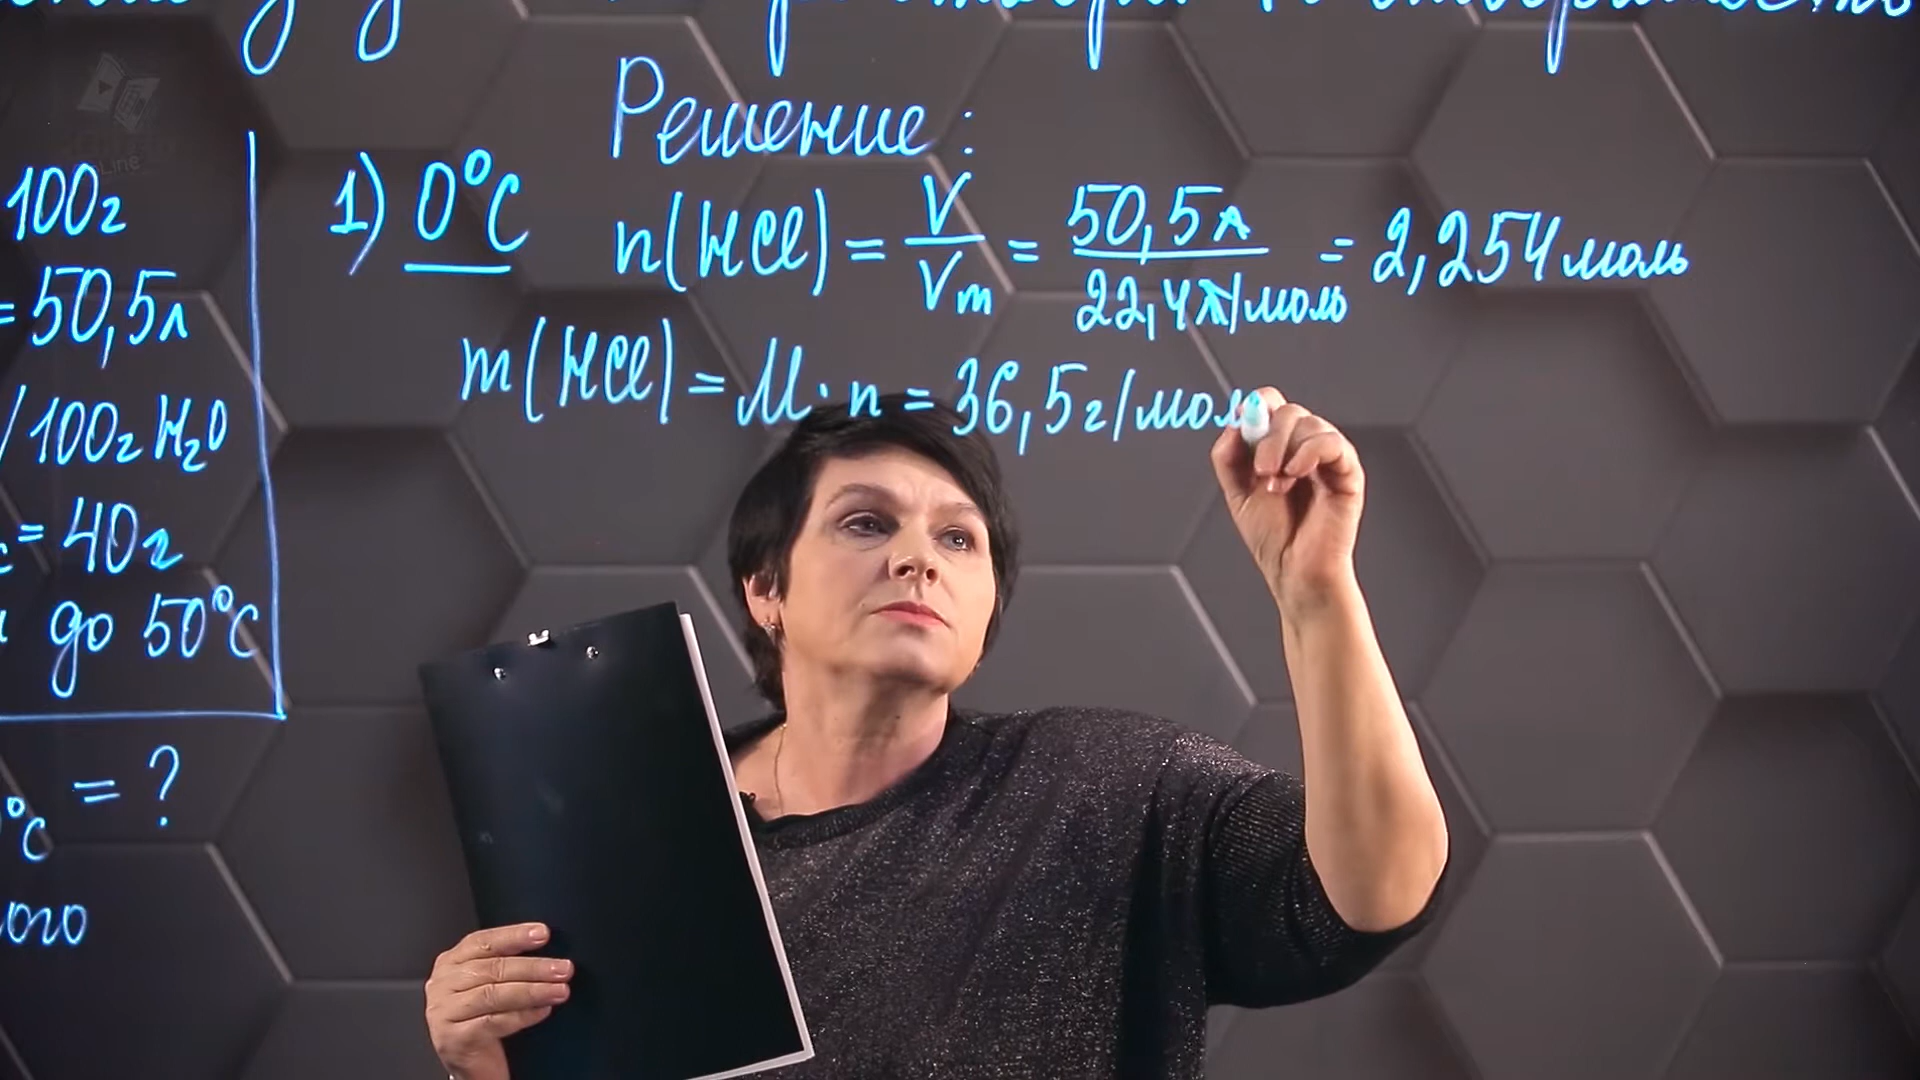 Решение:
100г
= 50,5л
/100г H₂O
= 40г
до 50°C
= ?
°C
ого
1) 0°C
n(HCl) = V/Vm = 50,5л/22,4л/моль = 2,254моль
m(HCl) = M·n = 36,5г/моль
Line